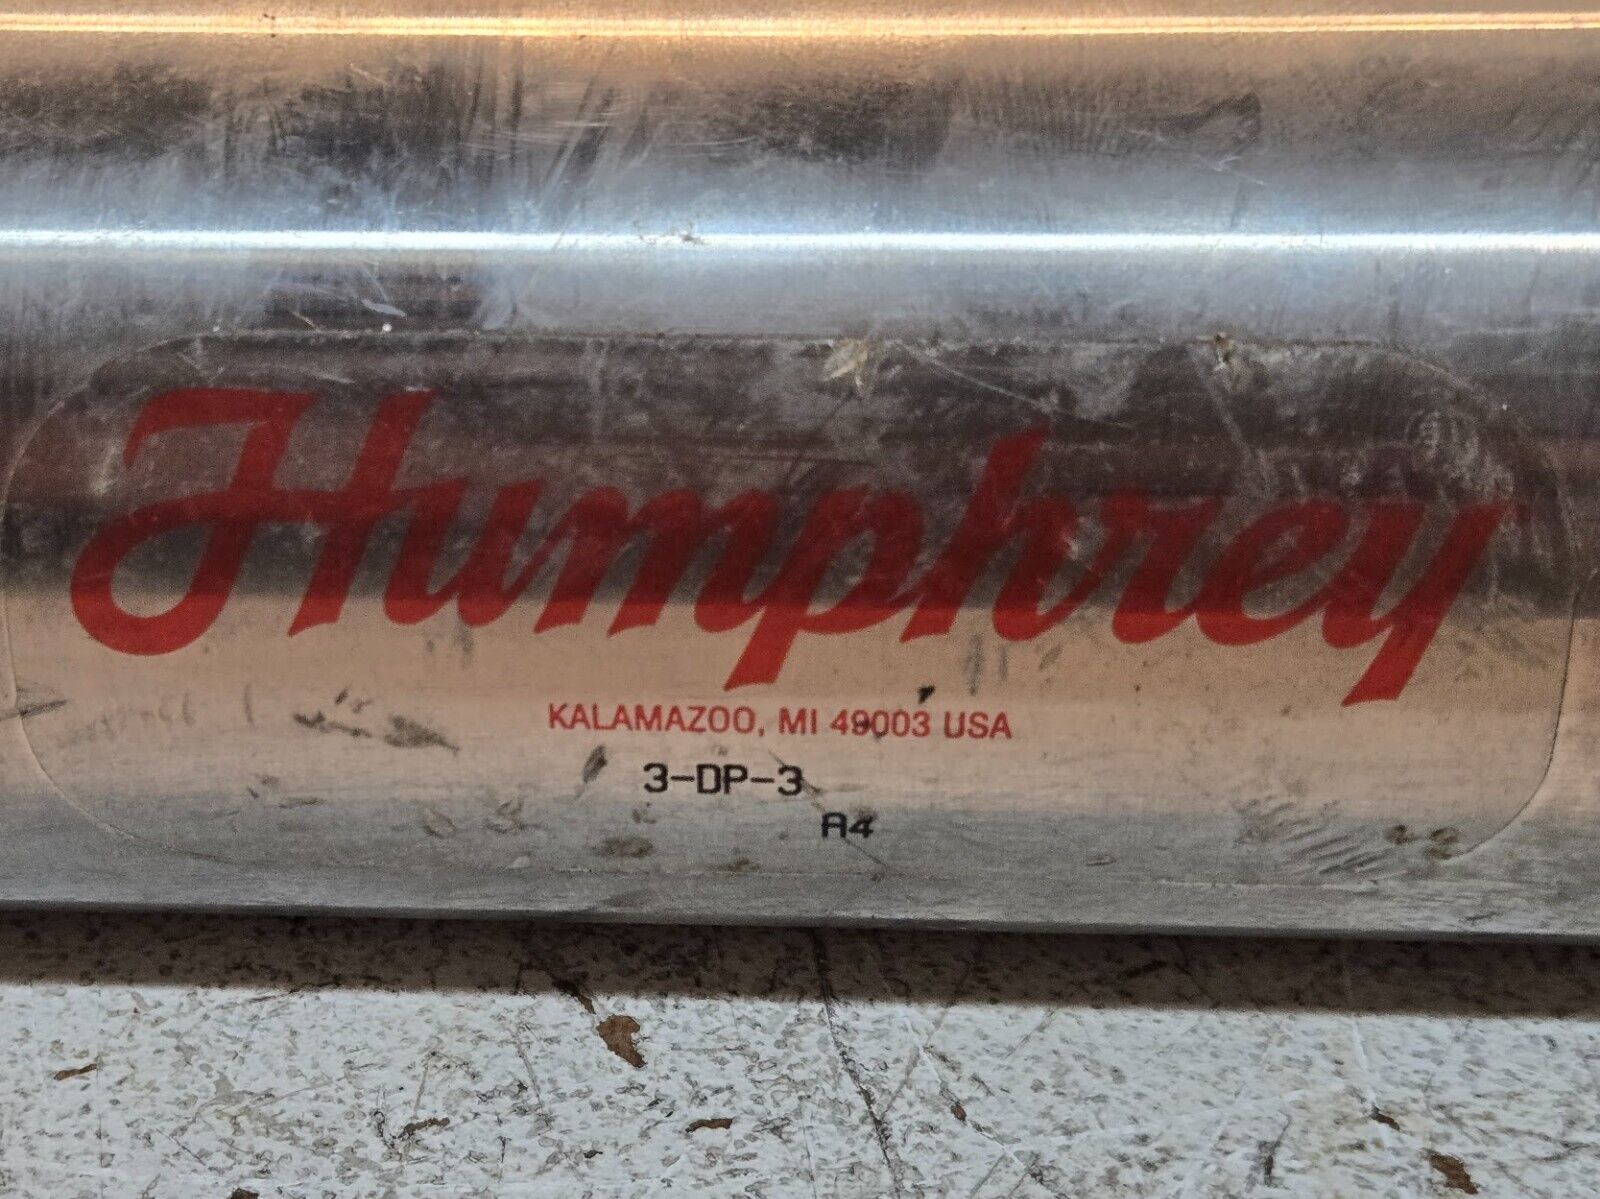 Humphrey
KALAMAZOO, MI 49003 USA
3-DP-3
A4